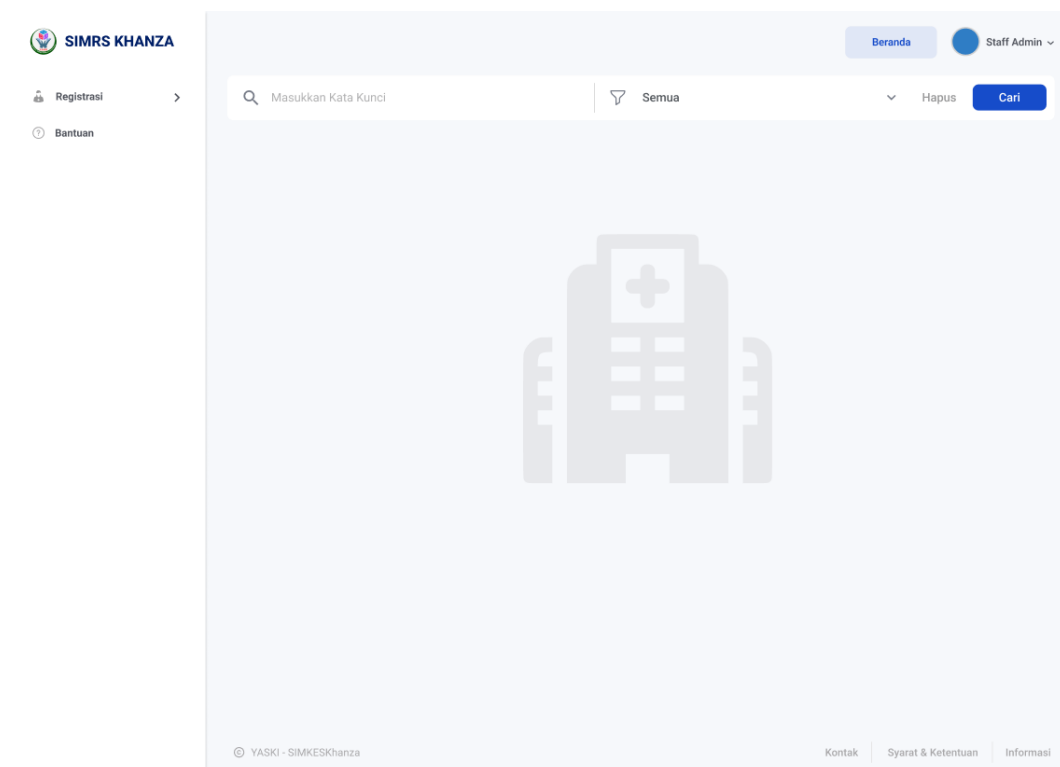 SIMRS KHANZA
Beranda
Staff Admin
Registrasi
Bantuan
Masukkan Kata Kunci
Semua
Hapus
Cari
© YASKI - SIMKESKhanza
Kontak
Syarat & Ketentuan
Informasi